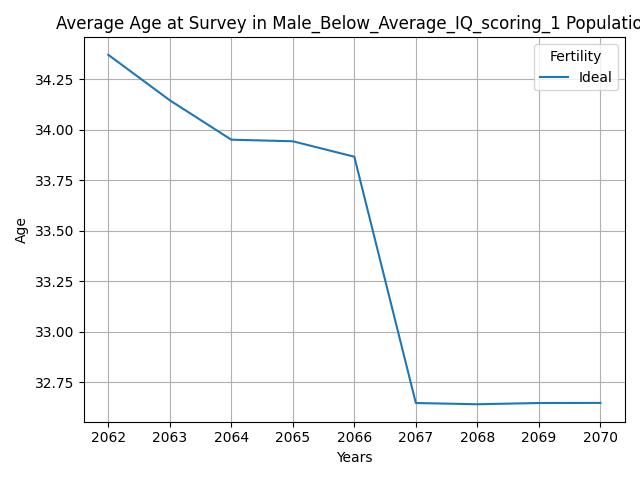 Average Age at Survey in Male_Below_Average_IQ_scoring_1 Populatio
Fertility
Ideal
34.25
34.00
33.75
33.50
33.25
33.00
32.75
Age
2062 2063 2064 2065 2066 2067 2068 2069 2070
Years